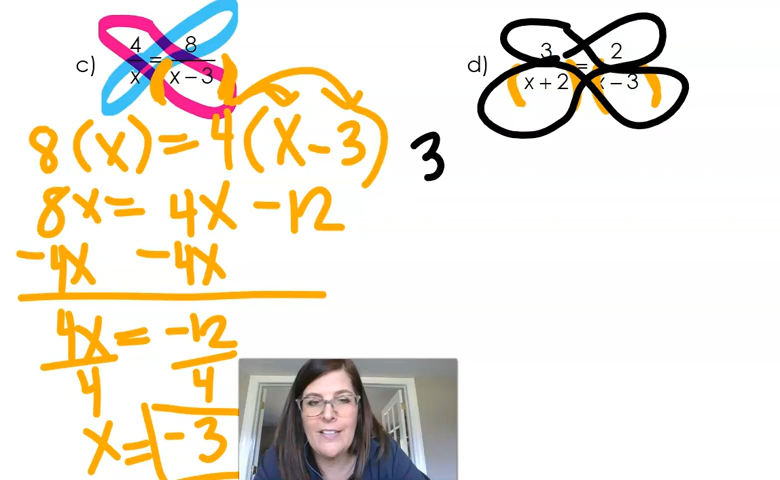 c) 4/x = 8/(x – 3)
8(x) = 4(x – 3)
8x = 4x – 12
–4x –4x
4x/4 = –12/4
x = –3
d) 3/(x + 2) = 2/(x – 3)
3